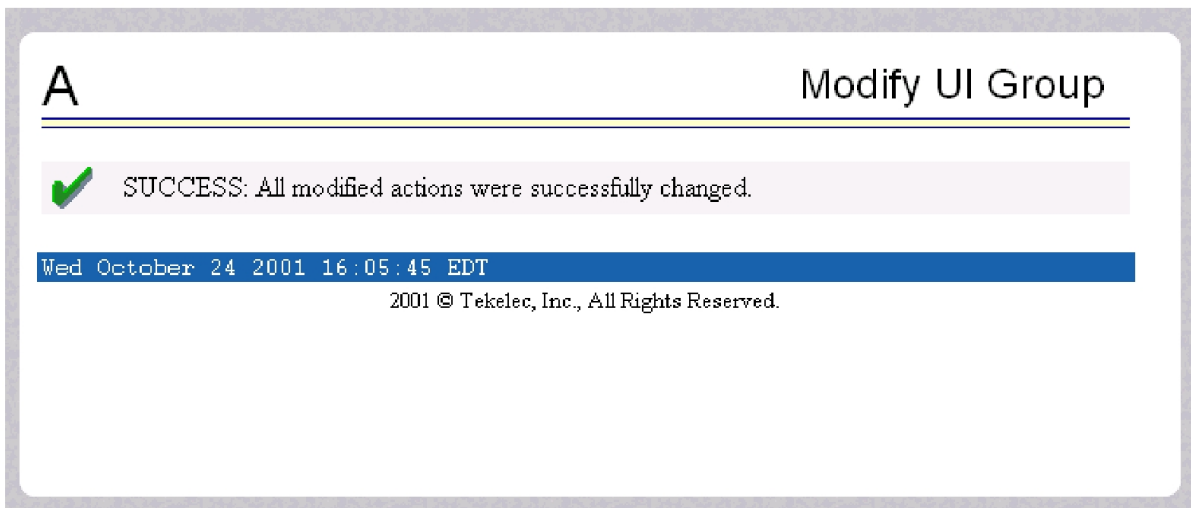 A
Modify UI Group
SUCCESS: All modified actions were successfully changed.
Wed October 24 2001 16:05:45 EDT
2001 © Tekelec, Inc., All Rights Reserved.